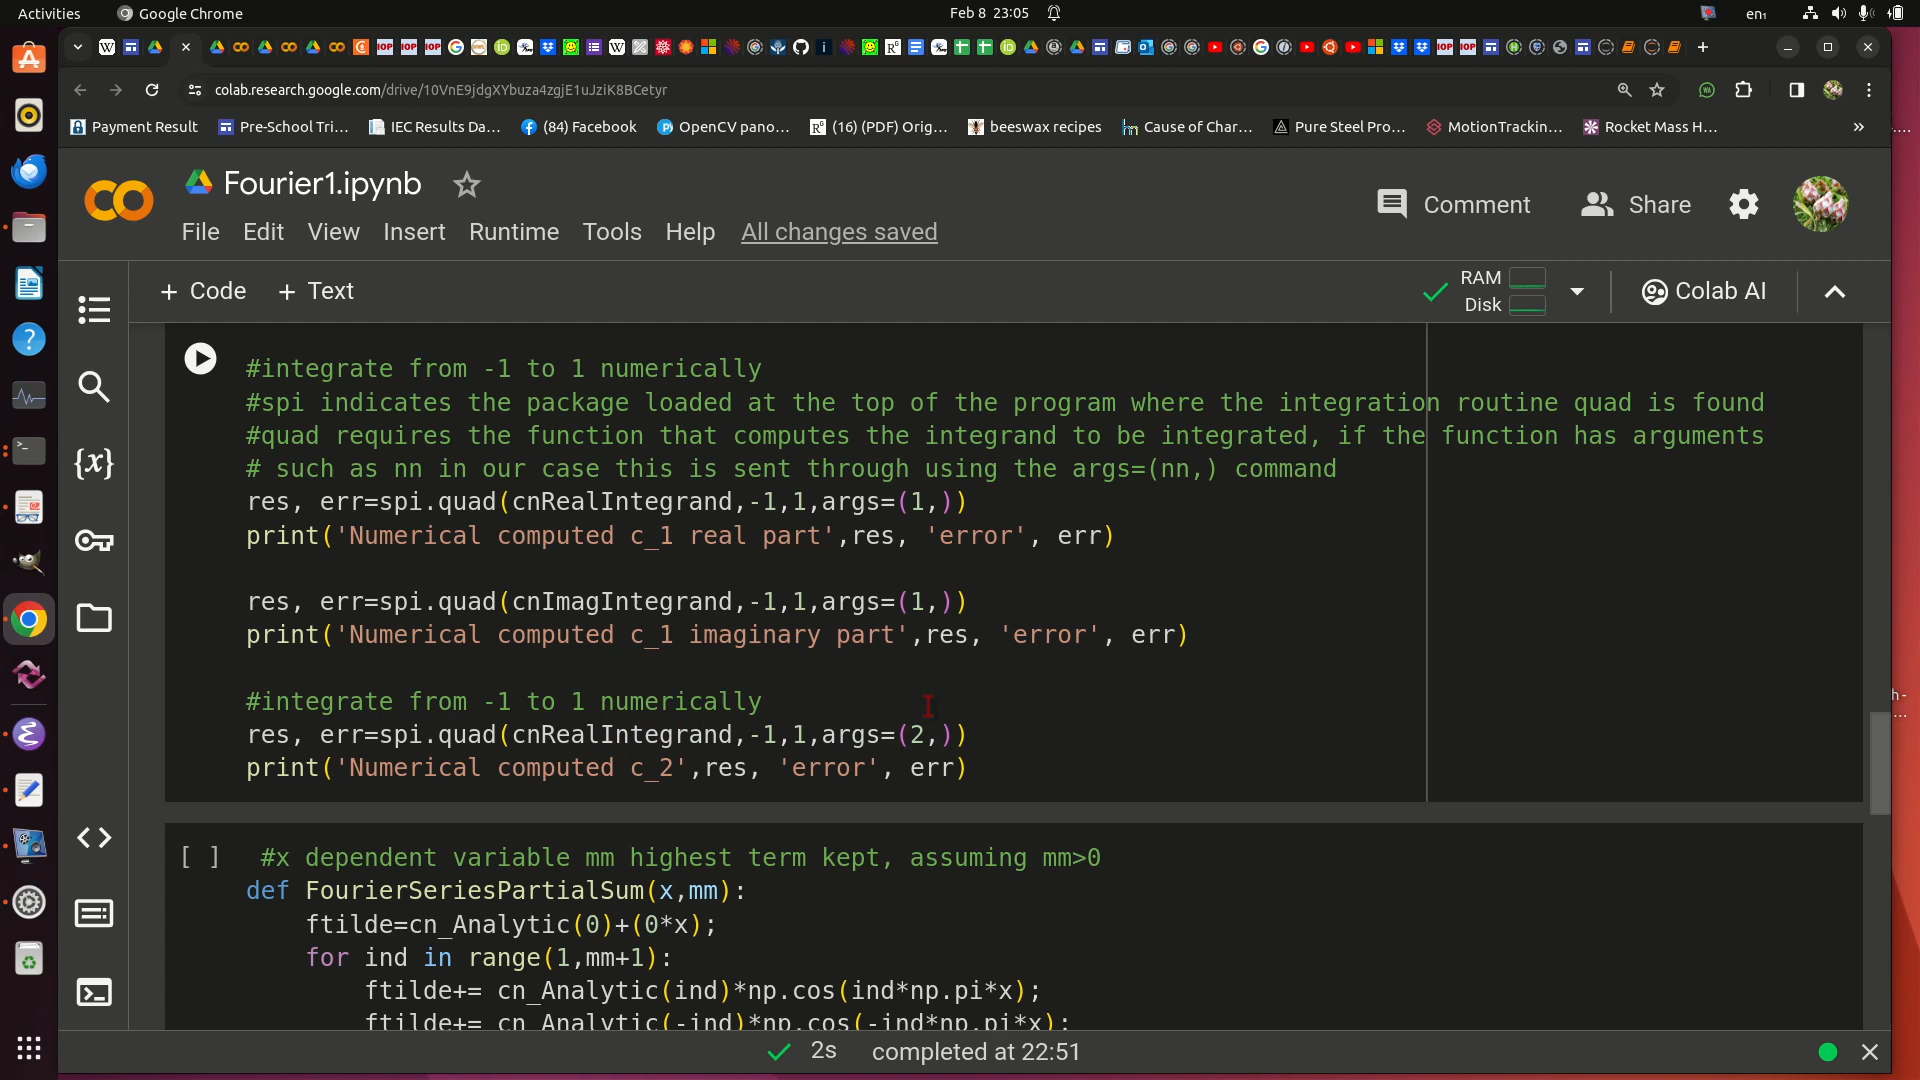 Activities Google Chrome Feb 8 23:05 en₁
colab.research.google.com/drive/10VnE9jdgXYbuza4zgjE1uJziK8BCetyr
Payment Result Pre-School Tri... IEC Results Da... (84) Facebook OpenCV pano... (16) (PDF) Orig... beeswax recipes Cause of Char... Pure Steel Pro... MotionTrackin... Rocket Mass H... »
Fourier1.ipynb
Comment Share
File Edit View Insert Runtime Tools Help All changes saved
+ Code + Text RAM Disk Colab AI
#integrate from -1 to 1 numerically
#spi indicates the package loaded at the top of the program where the integration routine quad is found
#quad requires the function that computes the integrand to be integrated, if the function has arguments
# such as nn in our case this is sent through using the args=(nn,) command
res, err=spi.quad(cnRealIntegrand,-1,1,args=(1,))
print('Numerical computed c_1 real part',res, 'error', err)
res, err=spi.quad(cnImagIntegrand,-1,1,args=(1,))
print('Numerical computed c_1 imaginary part',res, 'error', err)
#integrate from -1 to 1 numerically
res, err=spi.quad(cnRealIntegrand,-1,1,args=(2,))
print('Numerical computed c_2',res, 'error', err)
[ ] #x dependent variable mm highest term kept, assuming mm>0
def FourierSeriesPartialSum(x,mm):
ftilde=cn_Analytic(0)+(0*x);
for ind in range(1,mm+1):
ftilde+= cn_Analytic(ind)*np.cos(ind*np.pi*x);
ftilde+= cn_Analytic(-ind)*np.cos(-ind*np.pi*x);
2s completed at 22:51